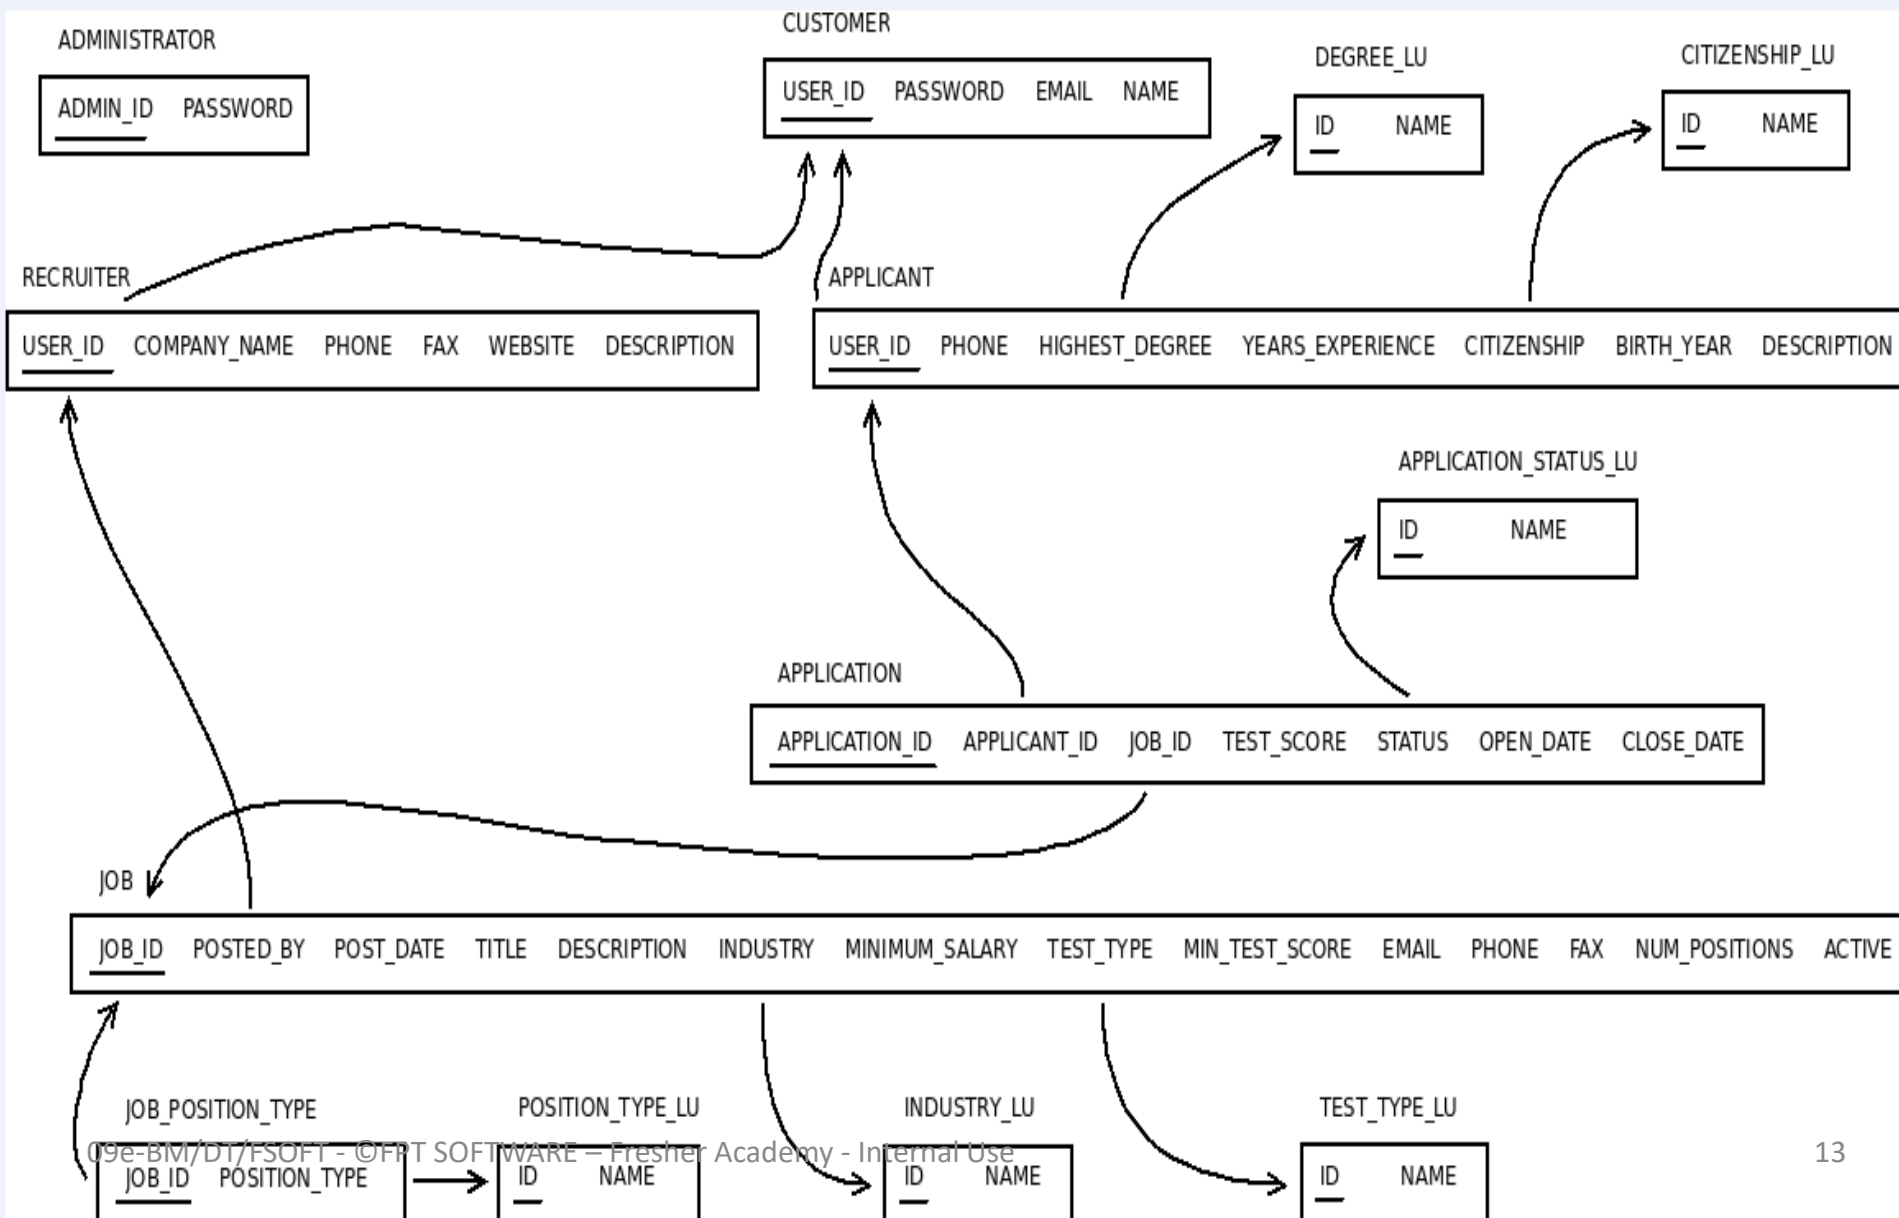 ADMINISTRATOR
ADMIN_ID PASSWORD
CUSTOMER
USER_ID PASSWORD EMAIL NAME
DEGREE_LU
ID NAME
CITIZENSHIP_LU
ID NAME
RECRUITER
USER_ID COMPANY_NAME PHONE FAX WEBSITE DESCRIPTION
APPLICANT
USER_ID PHONE HIGHEST_DEGREE YEARS_EXPERIENCE CITIZENSHIP BIRTH_YEAR DESCRIPTION
APPLICATION_STATUS_LU
ID NAME
APPLICATION
APPLICATION_ID APPLICANT_ID JOB_ID TEST_SCORE STATUS OPEN_DATE CLOSE_DATE
JOB
JOB_ID POSTED_BY POST_DATE TITLE DESCRIPTION INDUSTRY MINIMUM_SALARY TEST_TYPE MIN_TEST_SCORE EMAIL PHONE FAX NUM_POSITIONS ACTIVE
JOB_POSITION_TYPE
JOB_ID POSITION_TYPE
POSITION_TYPE_LU
ID NAME
INDUSTRY_LU
ID NAME
TEST_TYPE_LU
ID NAME
09e-BM/DT/FSOFT - ©FPT SOFTWARE – Fresher Academy - Internal Use
13